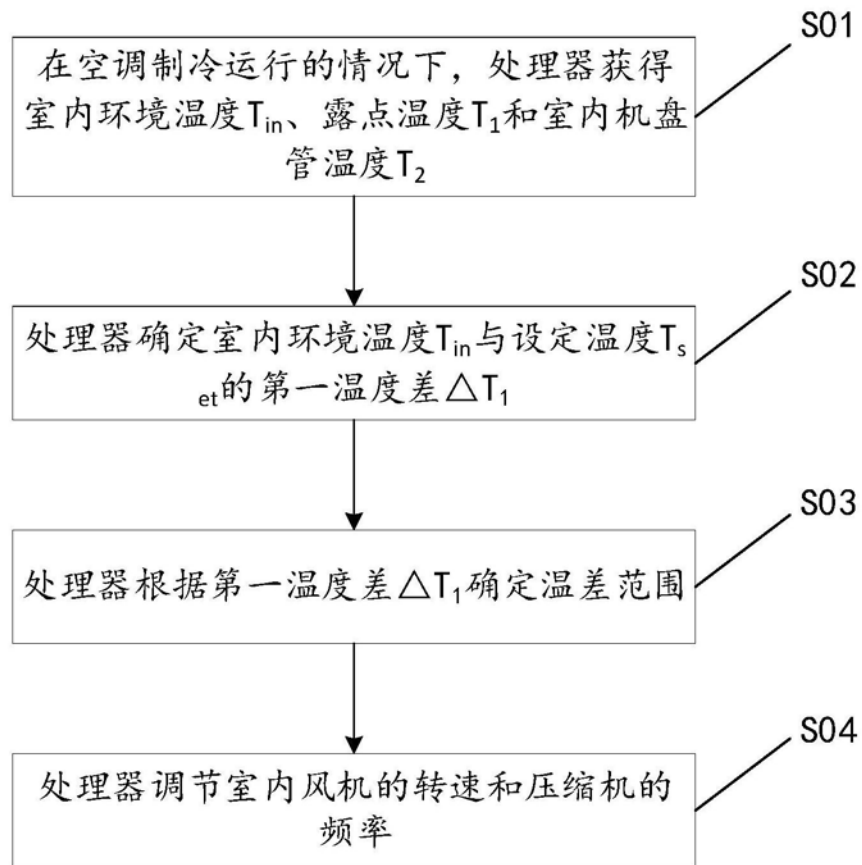 S01
在空调制冷运行的情况下，处理器获得
室内环境温度Tin、露点温度T1和室内机盘
管温度T2
S02
处理器确定室内环境温度Tin与设定温度Ts
et的第一温度差△T1
S03
处理器根据第一温度差△T1确定温差范围
S04
处理器调节室内风机的转速和压缩机的
频率